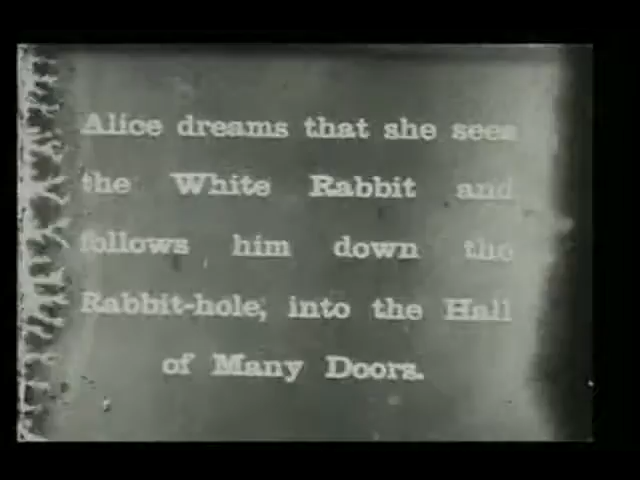 Alice dreams that she sees
the White Rabbit and
follows him down the
Rabbit-hole, into the Hall
of Many Doors.